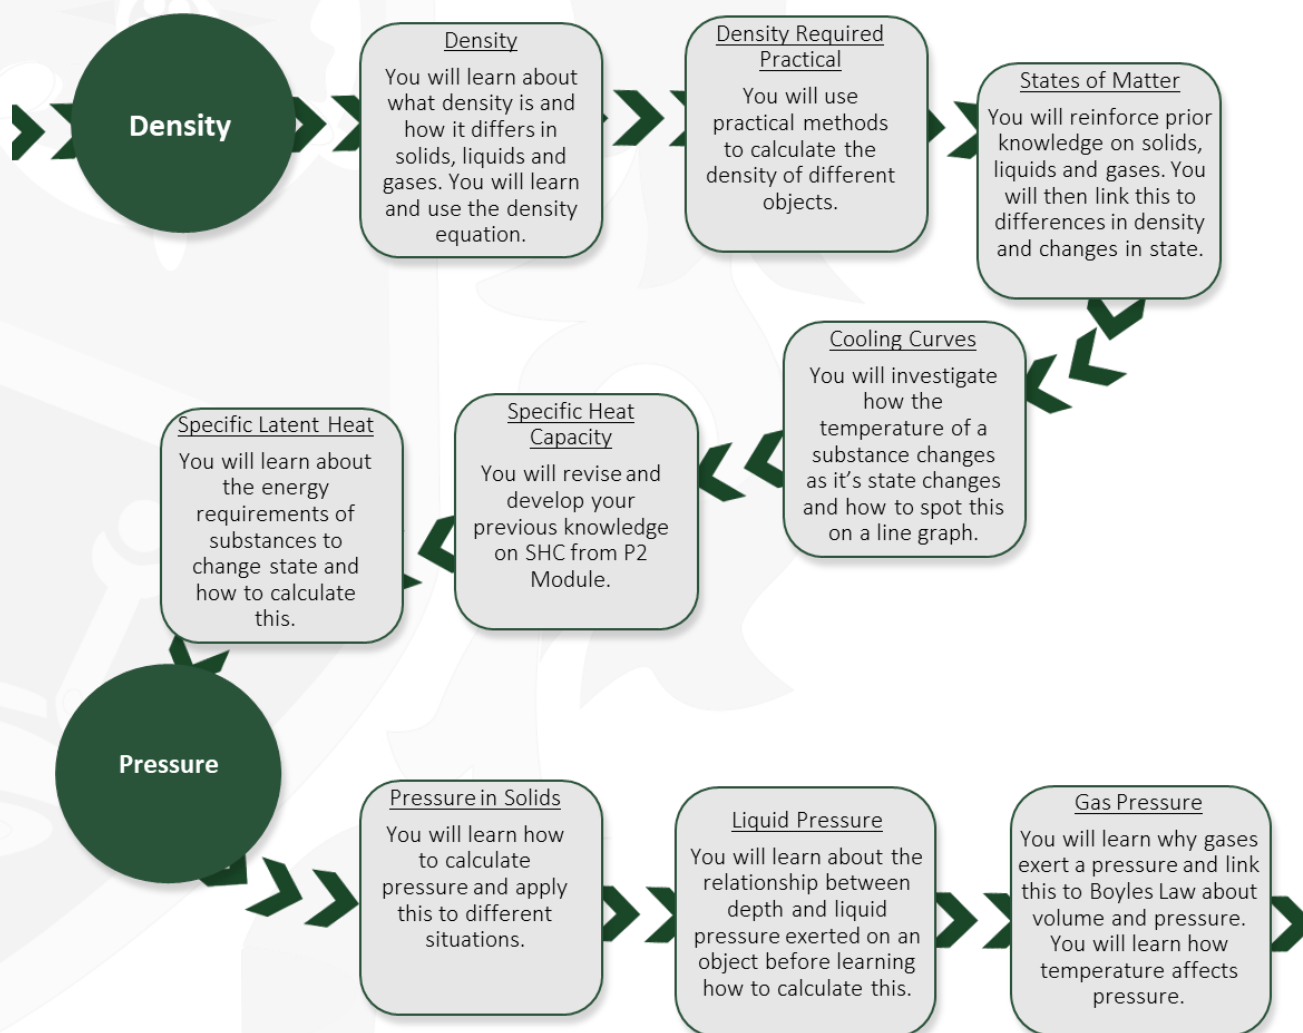 Density
Density
You will learn about
what density is and
how it differs in
solids, liquids and
gases. You will learn
and use the density
equation.
Density Required
Practical
You will use
practical methods
to calculate the
density of different
objects.
States of Matter
You will reinforce prior
knowledge on solids,
liquids and gases. You
will then link this to
differences in density
and changes in state.
Cooling Curves
You will investigate
how the
temperature of a
substance changes
as it’s state changes
and how to spot this
on a line graph.
Specific Heat
Capacity
You will revise and
develop your
previous knowledge
on SHC from P2
Module.
Specific Latent Heat
You will learn about
the energy
requirements of
substances to
change state and
how to calculate
this.
Pressure
Pressure in Solids
You will learn how
to calculate
pressure and apply
this to different
situations.
Liquid Pressure
You will learn about the
relationship between
depth and liquid
pressure exerted on an
object before learning
how to calculate this.
Gas Pressure
You will learn why gases
exert a pressure and link
this to Boyles Law about
volume and pressure.
You will learn how
temperature affects
pressure.